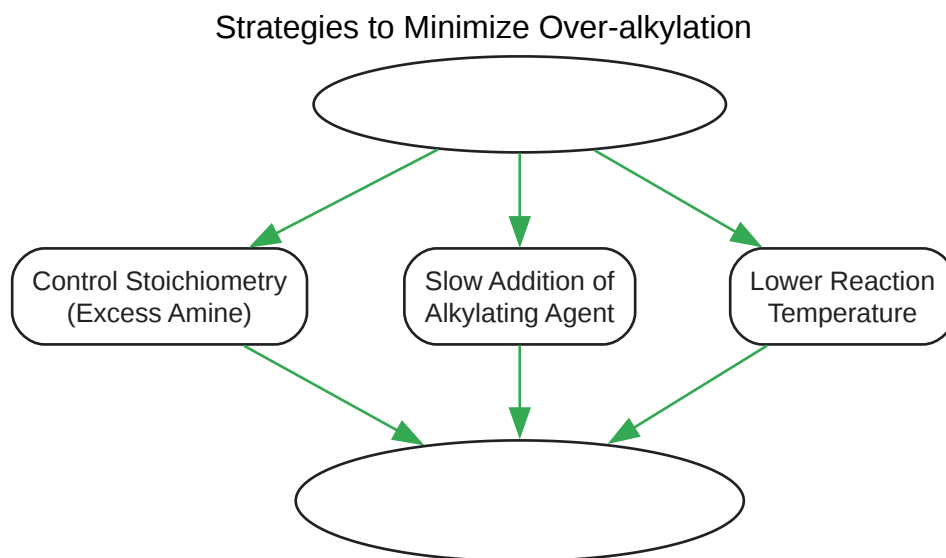 Strategies to Minimize Over-alkylation
Control Stoichiometry
(Excess Amine)
Slow Addition of
Alkylating Agent
Lower Reaction
Temperature